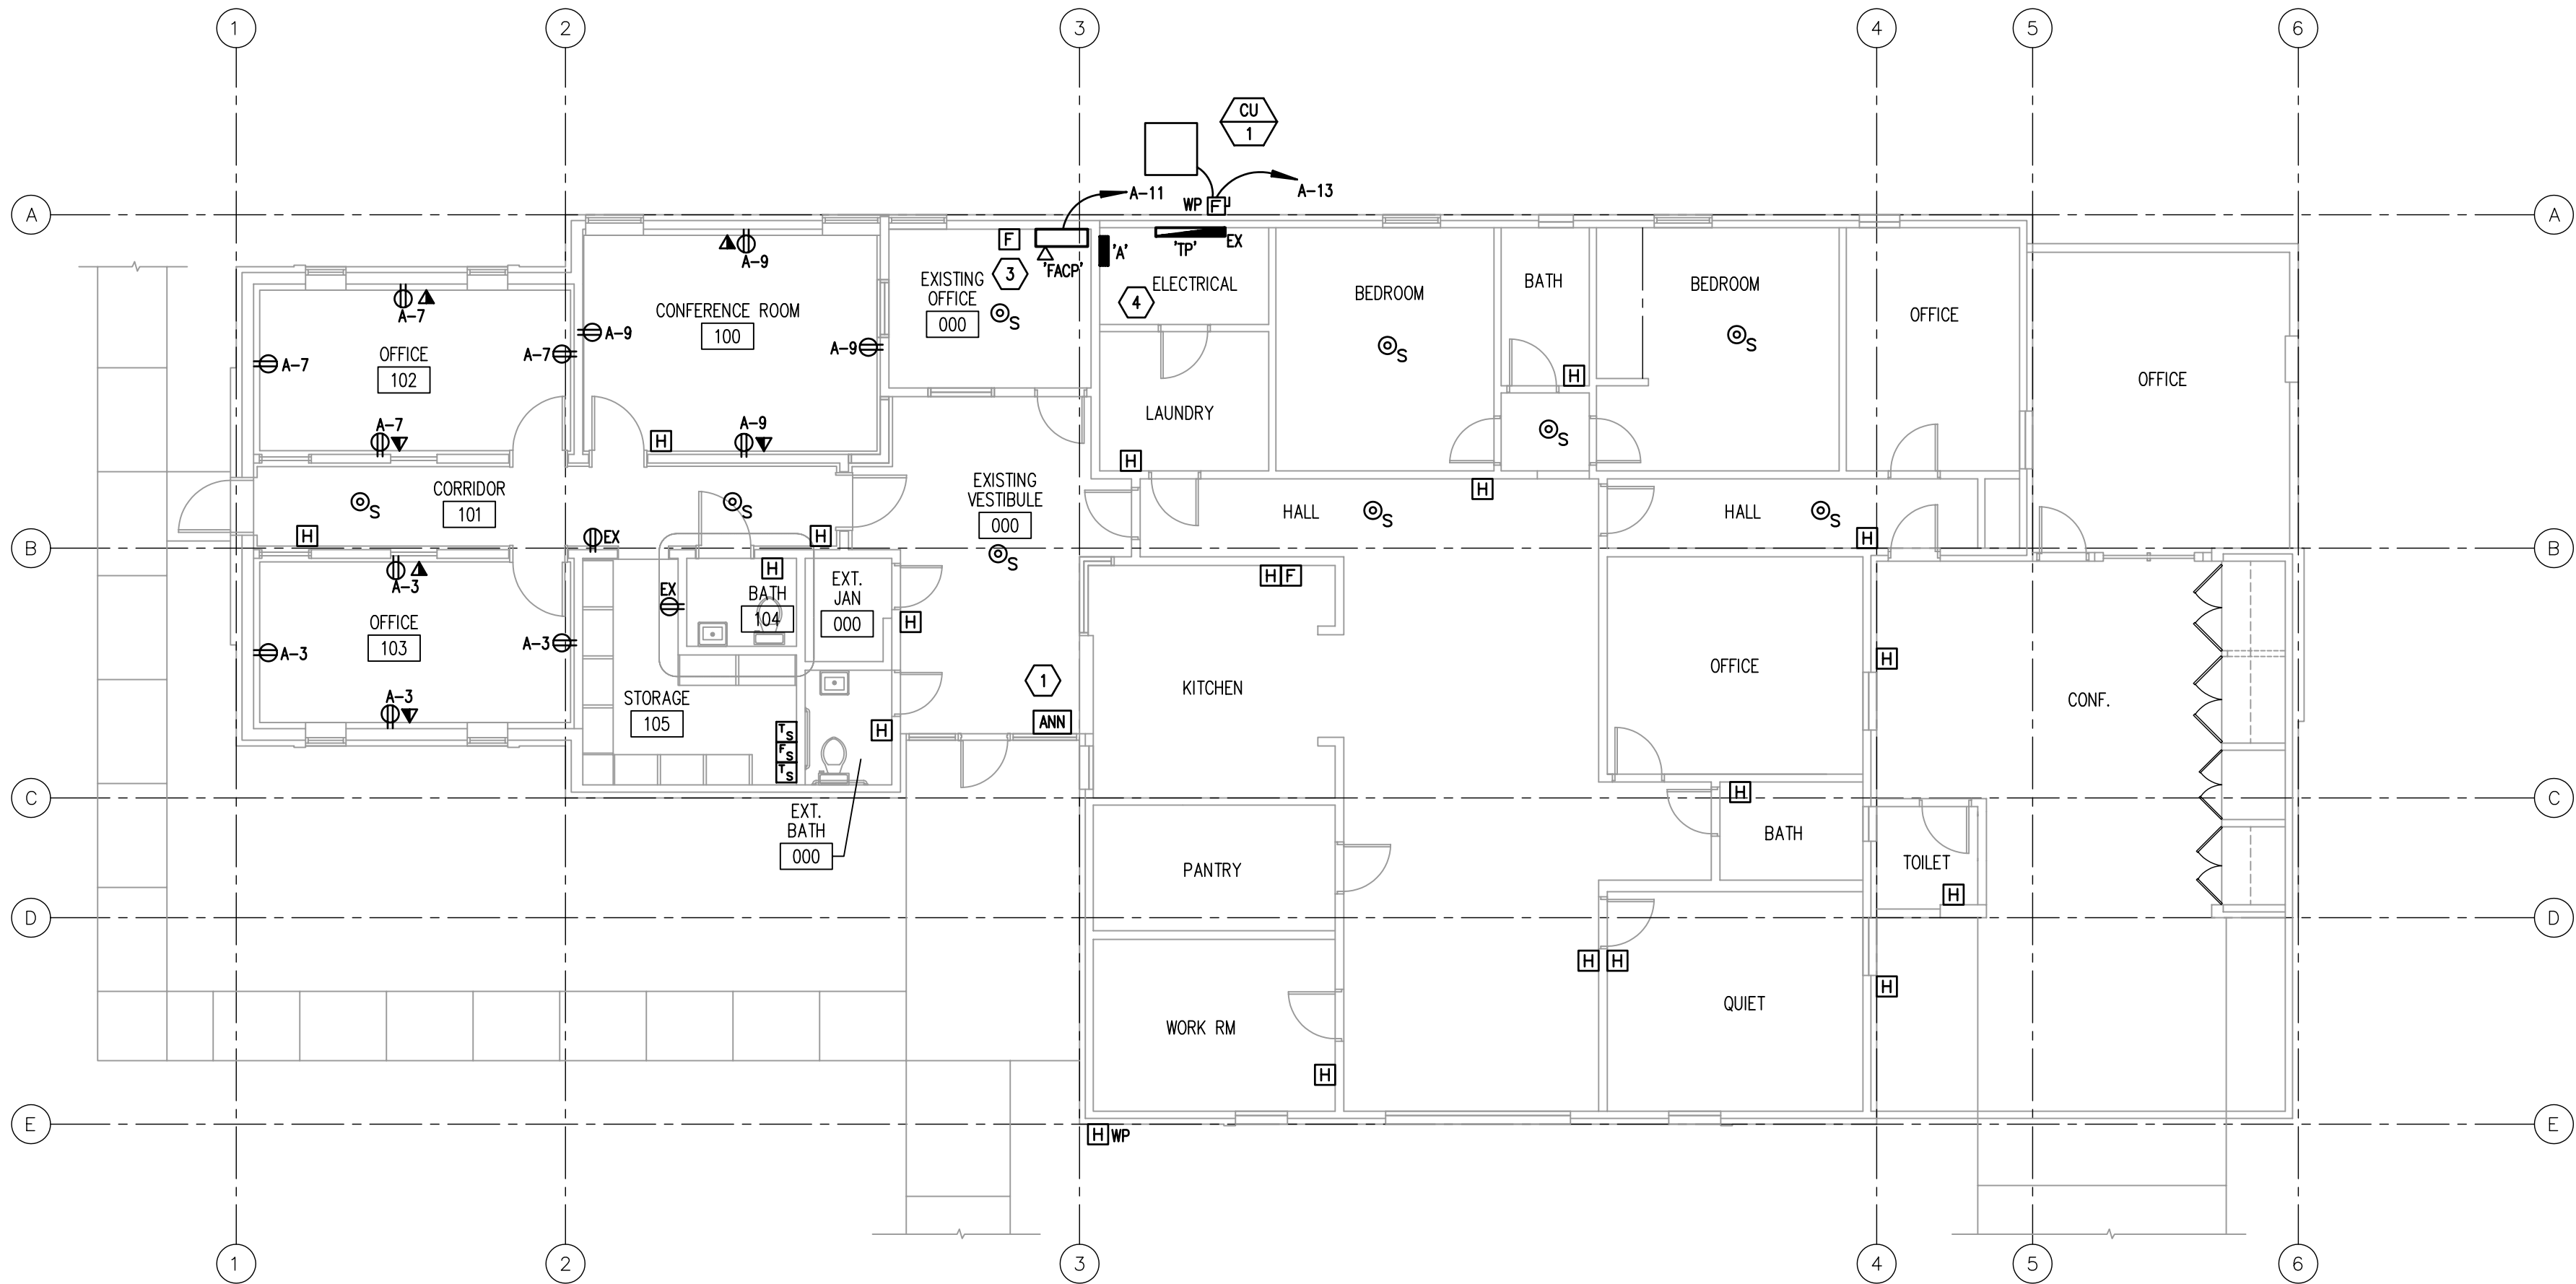 1 2 3 4 5 6
CU
1
A-11
A-13
WP F J
A
A
F
'FACP'
'A'
'TP'
EX
3
4
A-9
EXISTING
OFFICE
000
S
ELECTRICAL
BEDROOM
BATH
BEDROOM
OFFICE
OFFICE
CONFERENCE ROOM
100
A-9
A-9
A-7
OFFICE
102
A-7
A-7
A-7
A-9
H
S
S
H
S
LAUNDRY
H
CORRIDOR
101
S
H
S
H
EXISTING
VESTIBULE
000
S
HALL
S
H
HALL
S
H
B
B
EX
A-3
OFFICE
103
A-3
A-3
A-3
EX
H
BATH
104
EXT.
JAN
000
H
H F
STORAGE
105
KITCHEN
OFFICE
H
CONF.
1
ANN
TS
FS
TS
H
C
C
EXT.
BATH
000
PANTRY
H
BATH
TOILET
H
D
D
H H
H
WORK RM
QUIET
H
E
E
H WP
1 2 3 4 5 6